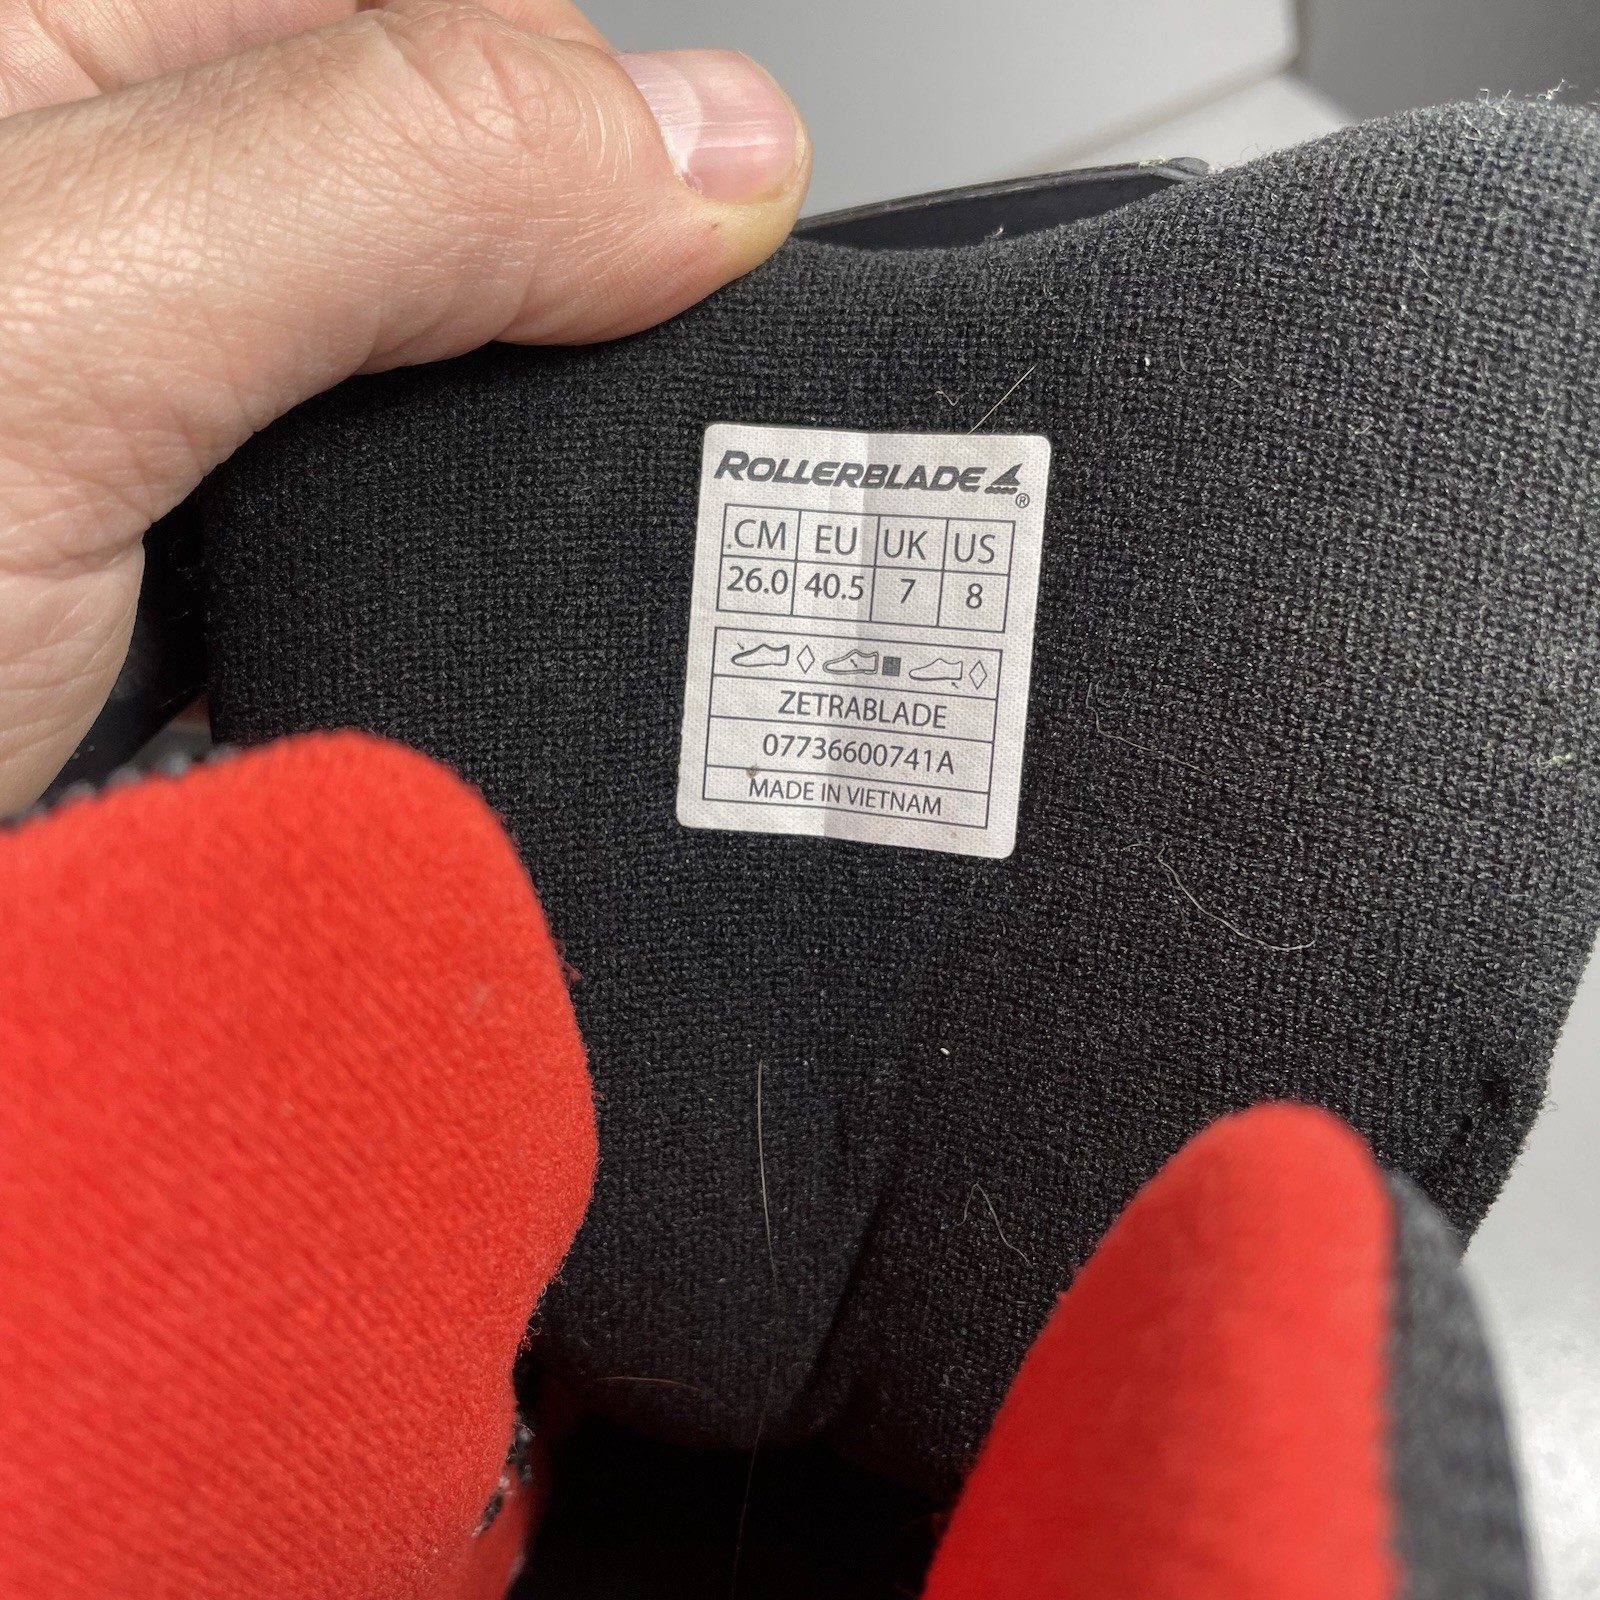 ROLLERBLADE ®
.CM EU UK US
26.0 40.5 7 8
ZETRABLADE
07736600741A
MADE IN VIETNAM